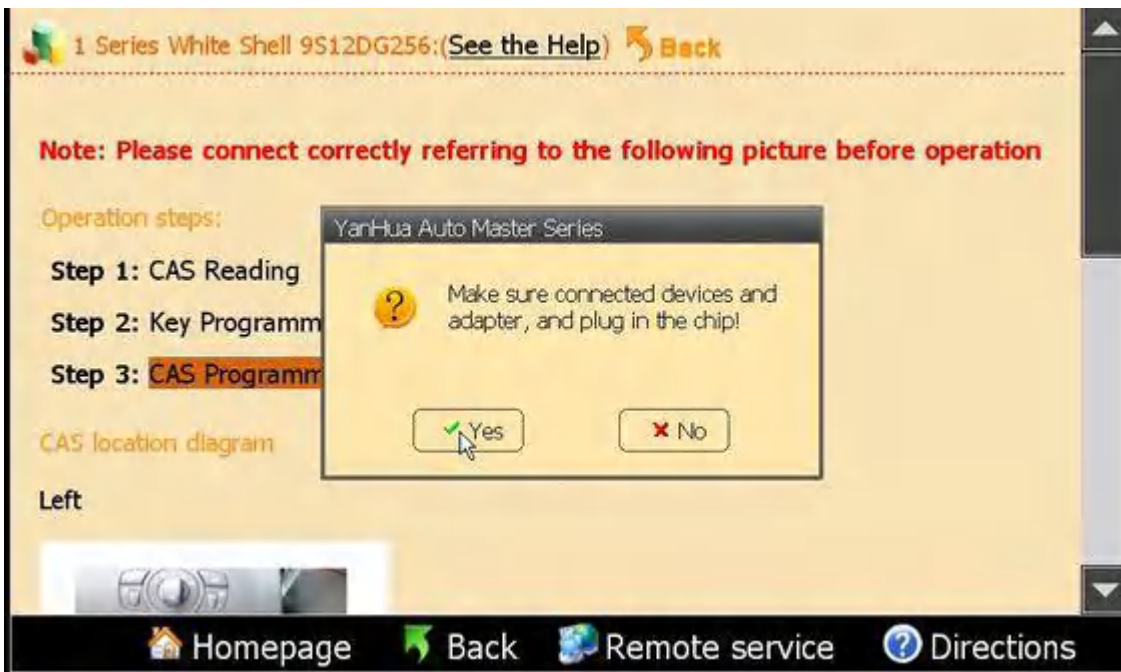 1 Series White Shell 9S12DG256:(See the Help) Back
Note: Please connect correctly referring to the following picture before operation
Operation steps:
Step 1: CAS Reading
Step 2: Key Programm
Step 3: CAS Programm
YanHua Auto Master Series
Make sure connected devices and
adapter, and plug in the chip!
Yes No
CAS location diagram
Left
Homepage Back Remote service Directions